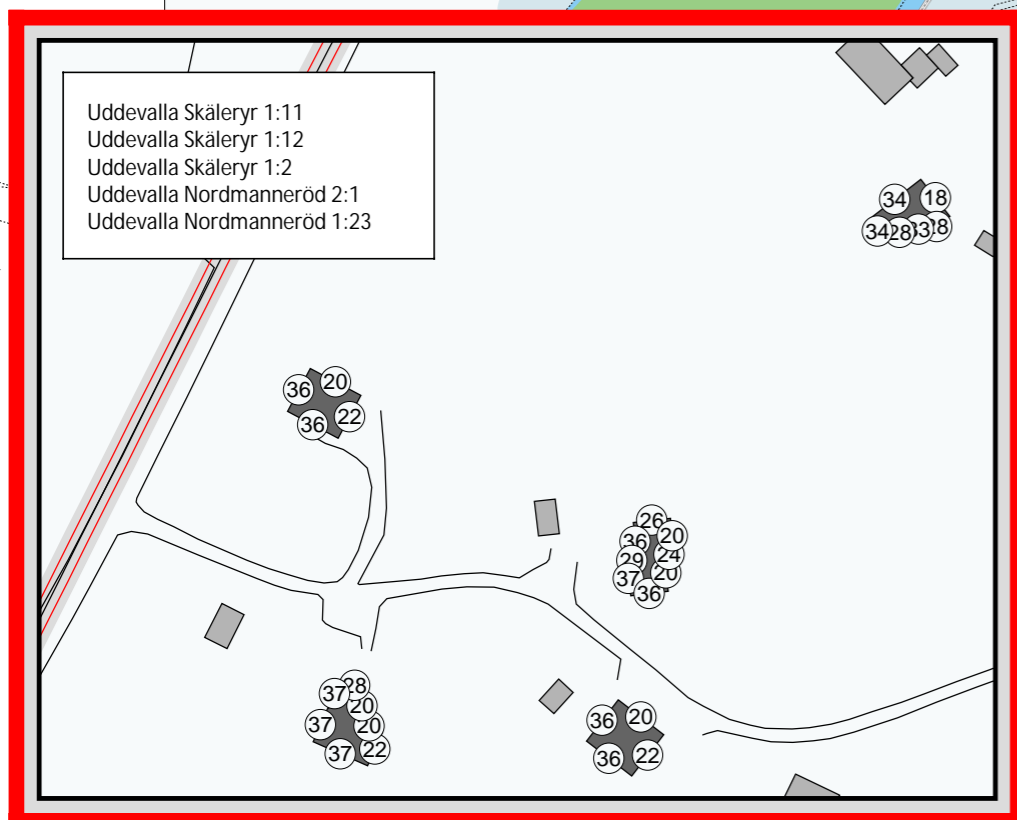 Uddevalla Skäleryr 1:11
Uddevalla Skäleryr 1:12
Uddevalla Skäleryr 1:2
Uddevalla Nordmanneröd 2:1
Uddevalla Nordmanneröd 1:23
34 18
34 28 33 28
36 20
36 22
26
36 20
29 24
37 20
36
37 28
20
37 20
37 22
36 20
36 22